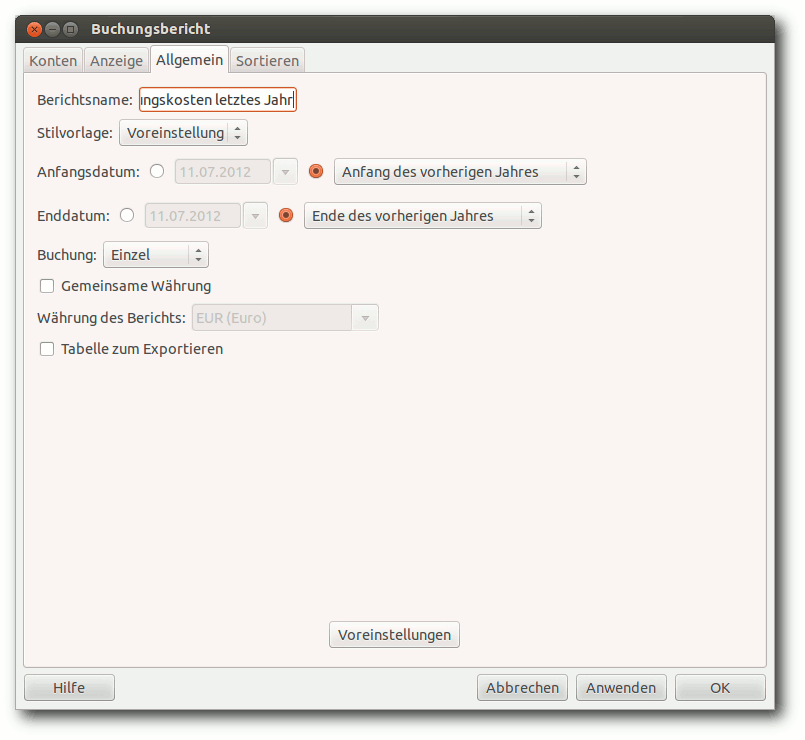 Buchungsbericht
Konten Anzeige Allgemein Sortieren
Berichtsname: ngskosten letztes Jahr
Stilvorlage: Voreinstellung
Anfangsdatum: 11.07.2012 Anfang des vorherigen Jahres
Enddatum: 11.07.2012 Ende des vorherigen Jahres
Buchung: Einzel
Gemeinsame Währung
Währung des Berichts: EUR (Euro)
Tabelle zum Exportieren
Voreinstellungen
Hilfe Abbrechen Anwenden OK